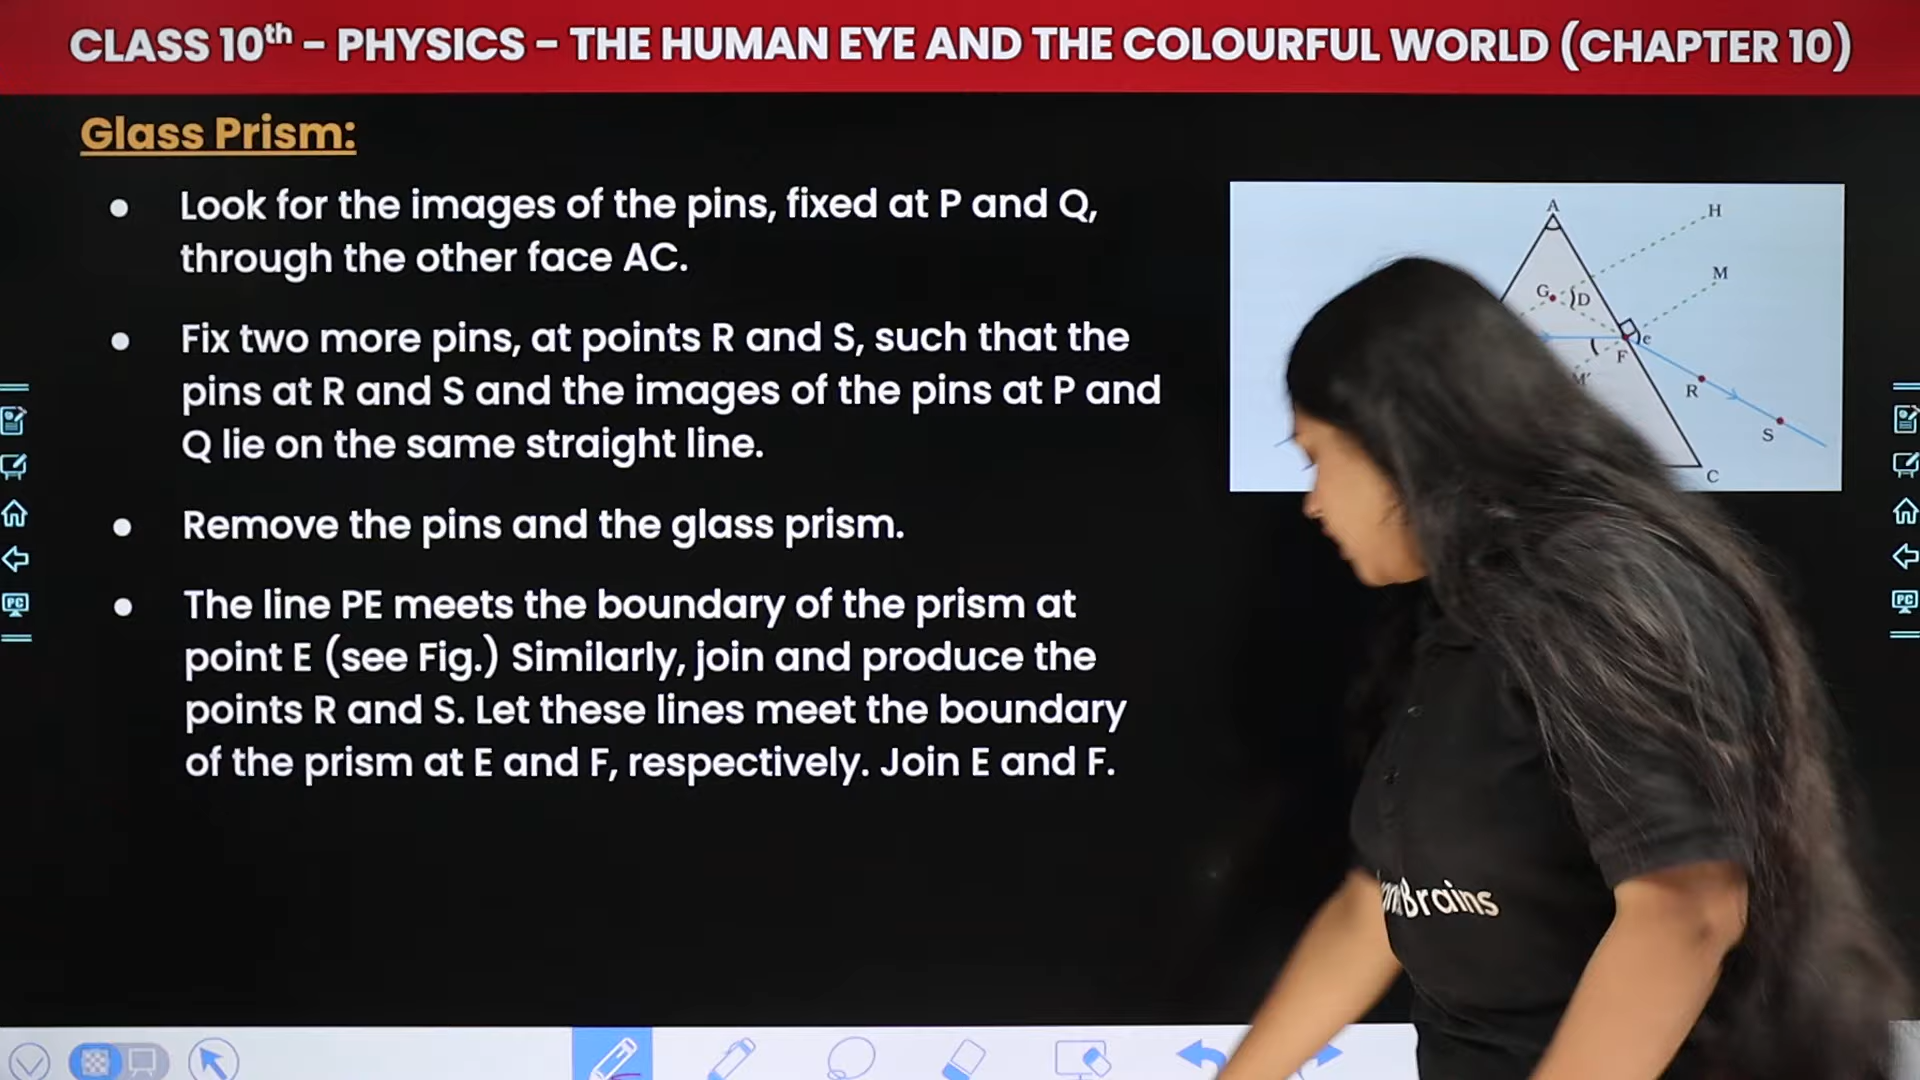 CLASS 10th – PHYSICS – THE HUMAN EYE AND THE COLOURFUL WORLD (CHAPTER 10)
Glass Prism:
● Look for the images of the pins, fixed at P and Q,
through the other face AC.
● Fix two more pins, at points R and S, such that the
pins at R and S and the images of the pins at P and
Q lie on the same straight line.
● Remove the pins and the glass prism.
● The line PE meets the boundary of the prism at
point E (see Fig.) Similarly, join and produce the
points R and S. Let these lines meet the boundary
of the prism at E and F, respectively. Join E and F.
A
H
M
G
D
e
F
M'
R
S
C
Brains
PC
PC